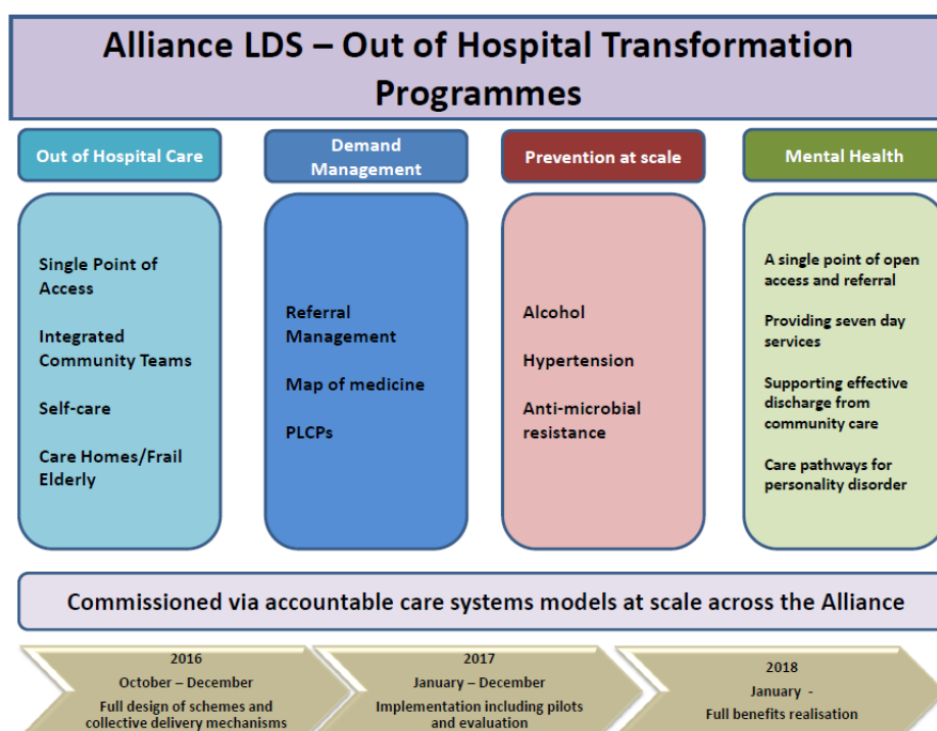 Alliance LDS – Out of Hospital Transformation
Programmes
Out of Hospital Care
Demand
Management
Prevention at scale
Mental Health
Single Point of
Access
Integrated
Community Teams
Self-care
Care Homes/Frail
Elderly
Referral
Management
Map of medicine
PLCPs
Alcohol
Hypertension
Anti-microbial
resistance
A single point of open
access and referral
Providing seven day
services
Supporting effective
discharge from
community care
Care pathways for
personality disorder
Commissioned via accountable care systems models at scale across the Alliance
2016
October – December
Full design of schemes and
collective delivery mechanisms
2017
January – December
Implementation including pilots
and evaluation
2018
January -
Full benefits realisation